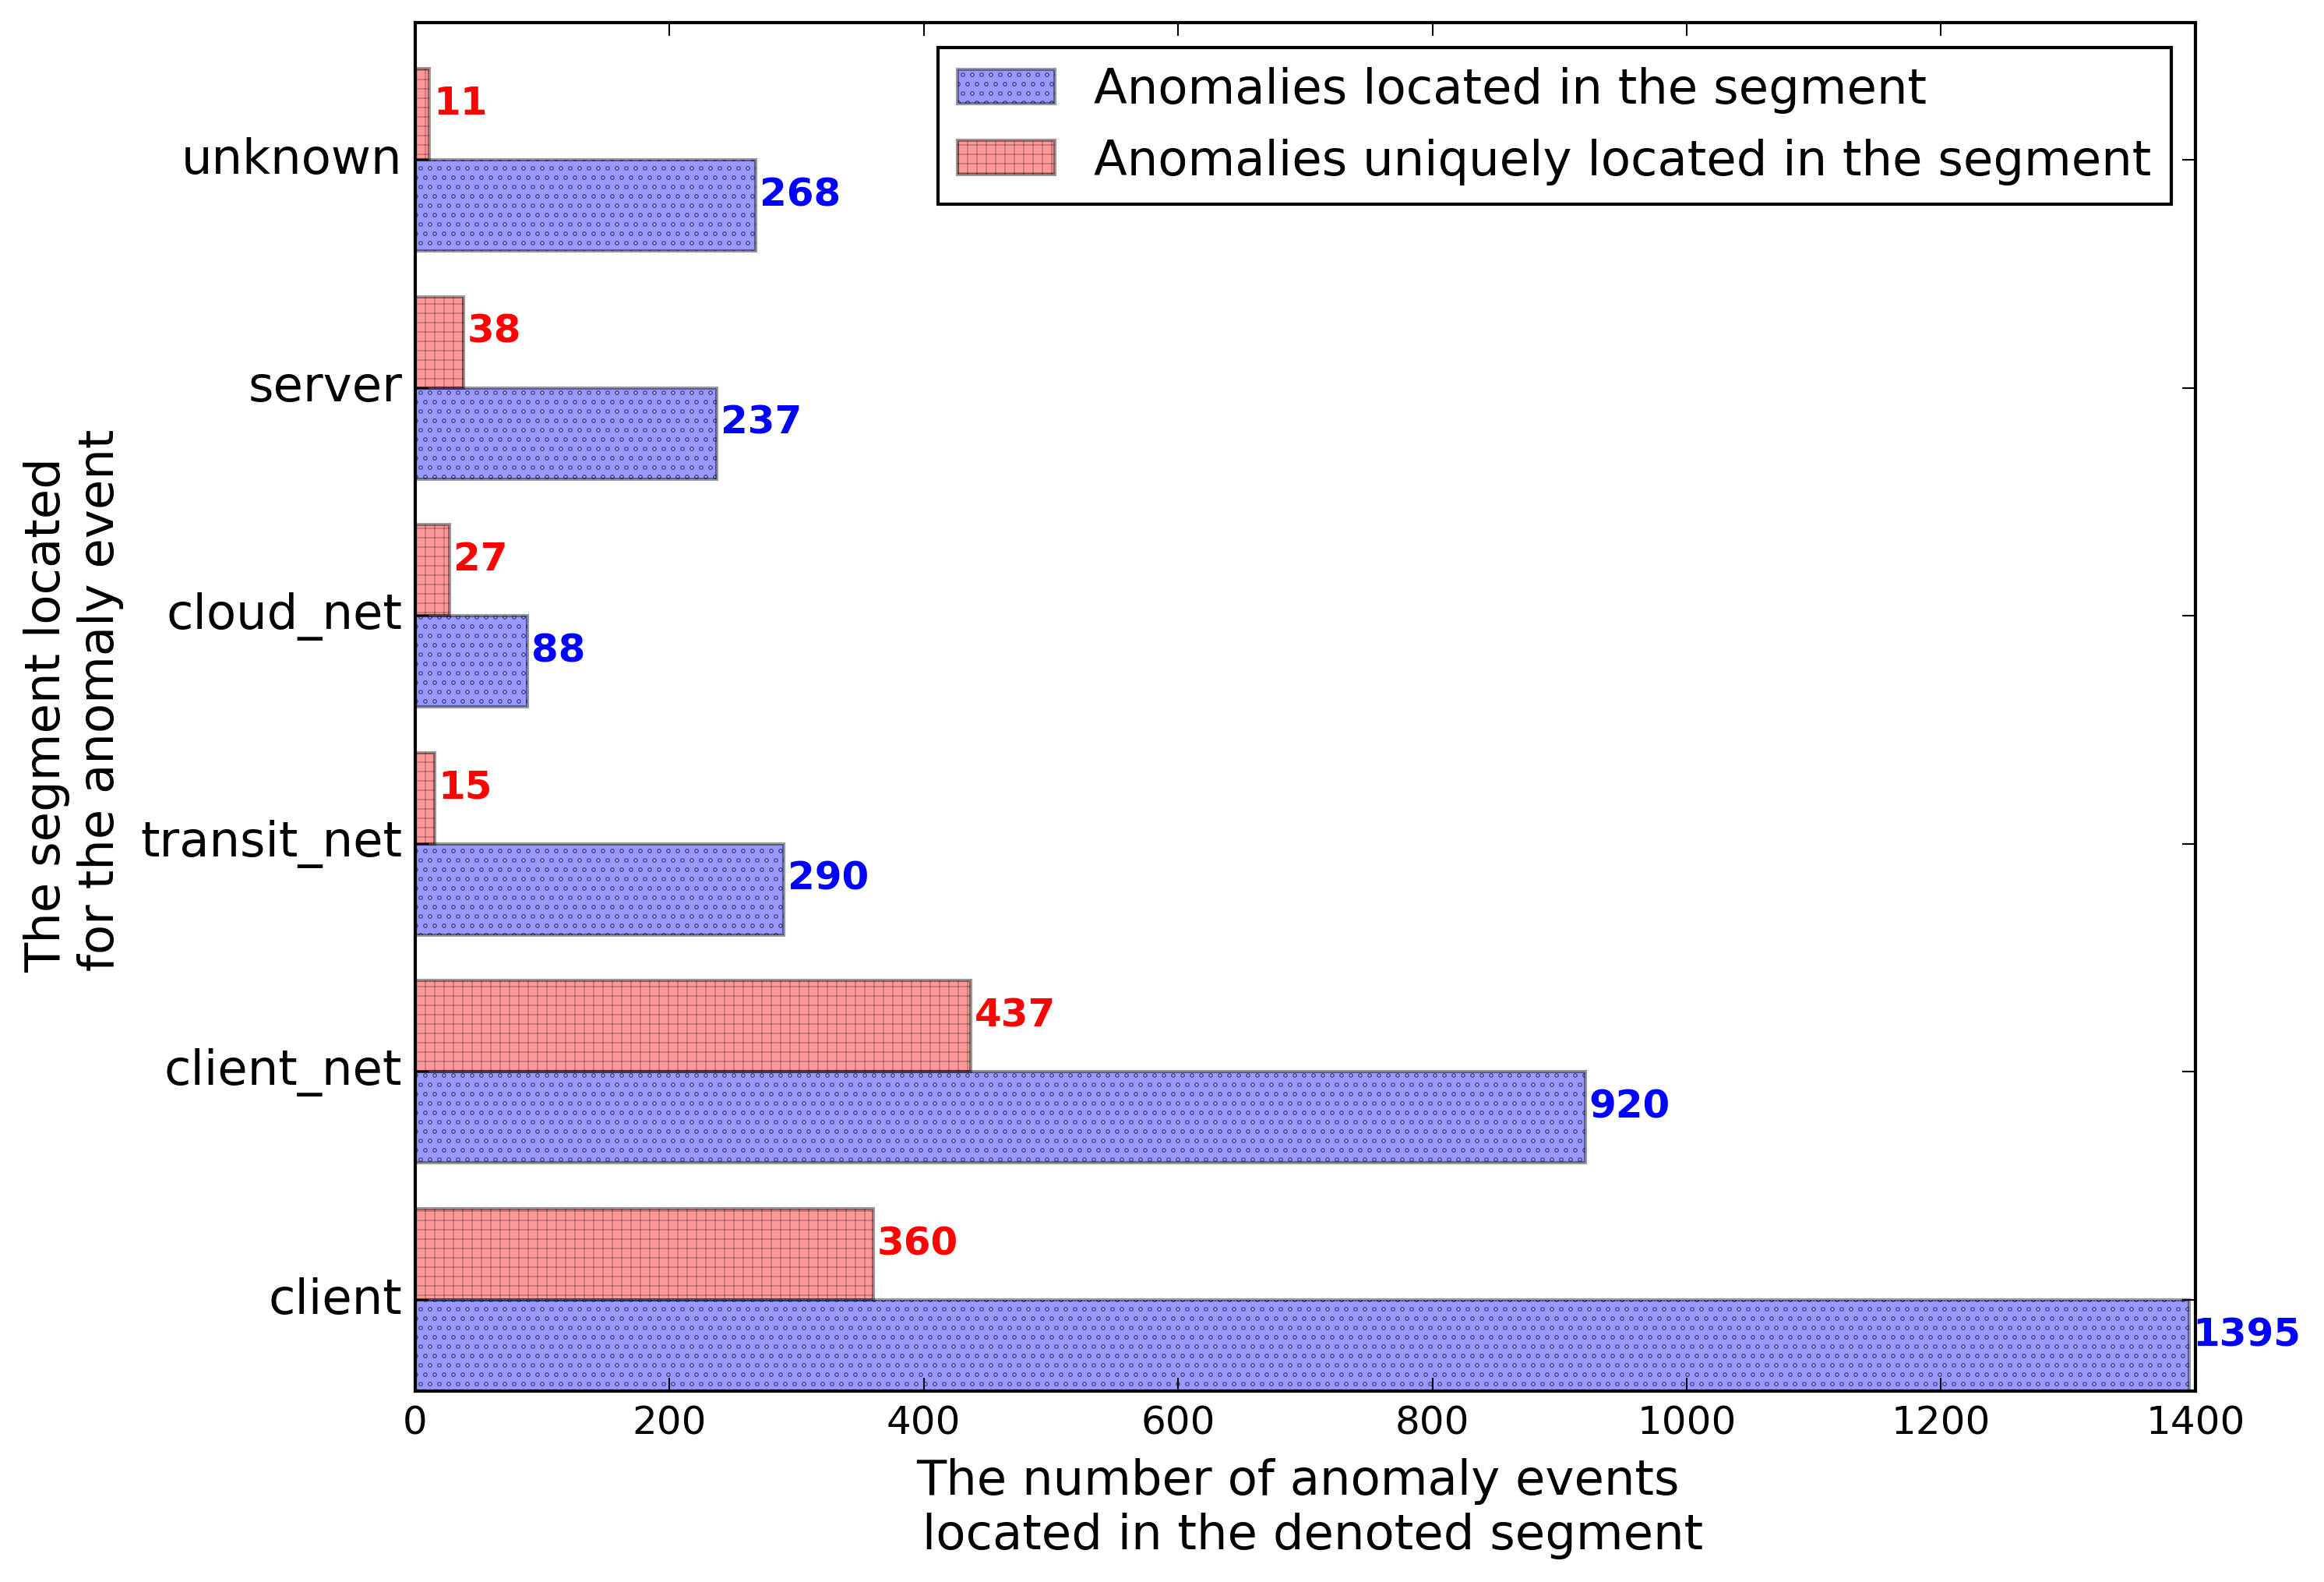 Anomalies located in the segment
Anomalies uniquely located in the segment
The segment located
for the anomaly event
unknown
11
268
server
38
237
cloud_net
27
88
transit_net
15
290
client_net
437
920
client
360
1395
0 200 400 600 800 1000 1200 1400
The number of anomaly events
located in the denoted segment